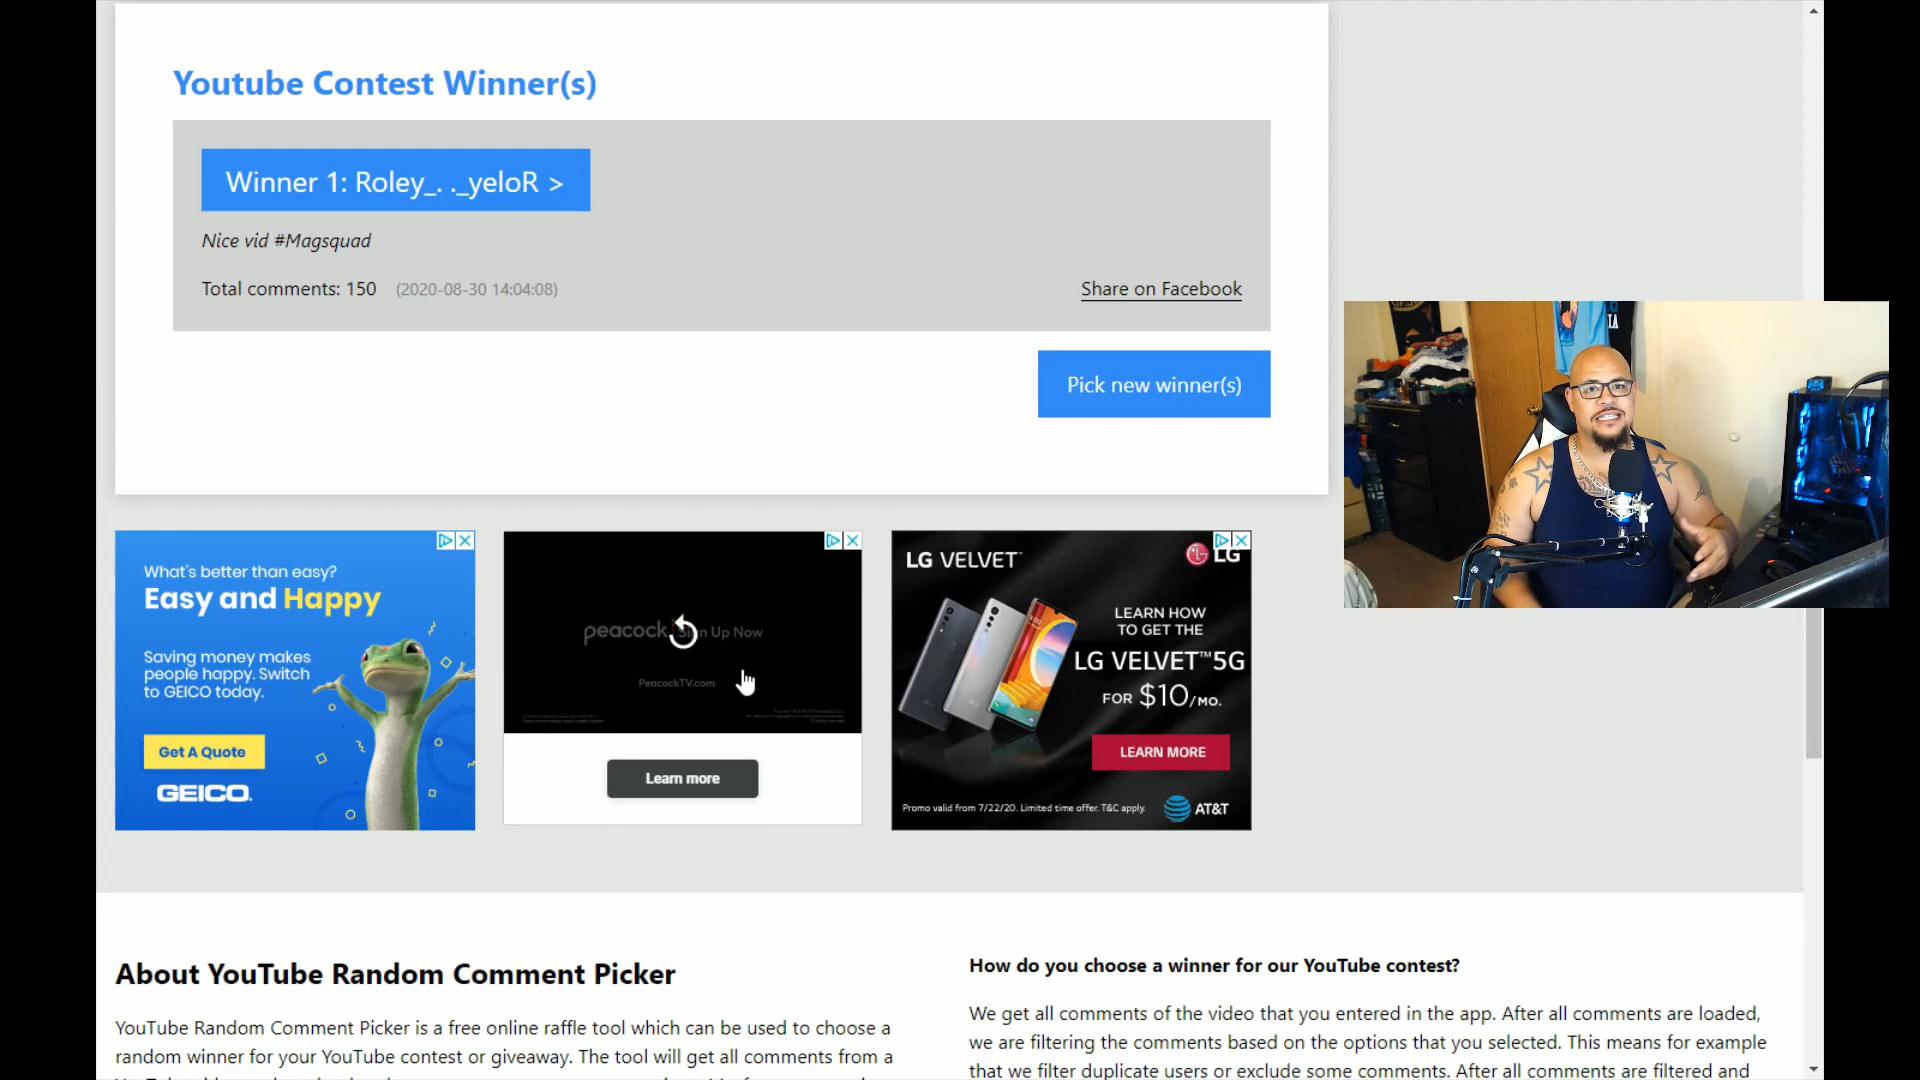 Youtube Contest Winner(s)
Winner 1: Roley_. ._yeloR >
Nice vid #Magsquad
Total comments: 150 (2020-08-30 14:04:08)
Share on Facebook
Pick new winner(s)
What's better than easy?
Easy and Happy
Saving money makes
people happy. Switch
to GEICO today.
Get A Quote
GEICO.
peacock Sign Up Now
PeacockTV.com
Learn more
LG VELVET™
LG
LEARN HOW
TO GET THE
LG VELVET™ 5G
FOR $10/MO.
LEARN MORE
Promo valid from 7/22/20. Limited time offer. T&C apply.
AT&T
About YouTube Random Comment Picker
YouTube Random Comment Picker is a free online raffle tool which can be used to choose a
random winner for your YouTube contest or giveaway. The tool will get all comments from a
How do you choose a winner for our YouTube contest?
We get all comments of the video that you entered in the app. After all comments are loaded,
we are filtering the comments based on the options that you selected. This means for example
that we filter duplicate users or exclude some comments. After all comments are filtered and